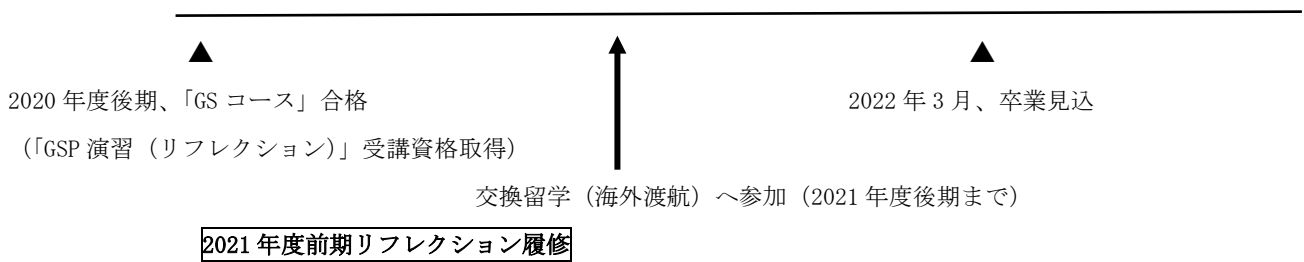 ▲ ▲
2020 年度後期、「GS コース」合格 2022 年 3 月、卒業見込
（「GSP 演習（リフレクション）」受講資格取得）
交換留学（海外渡航）へ参加（2021 年度後期まで）
2021 年度前期リフレクション履修